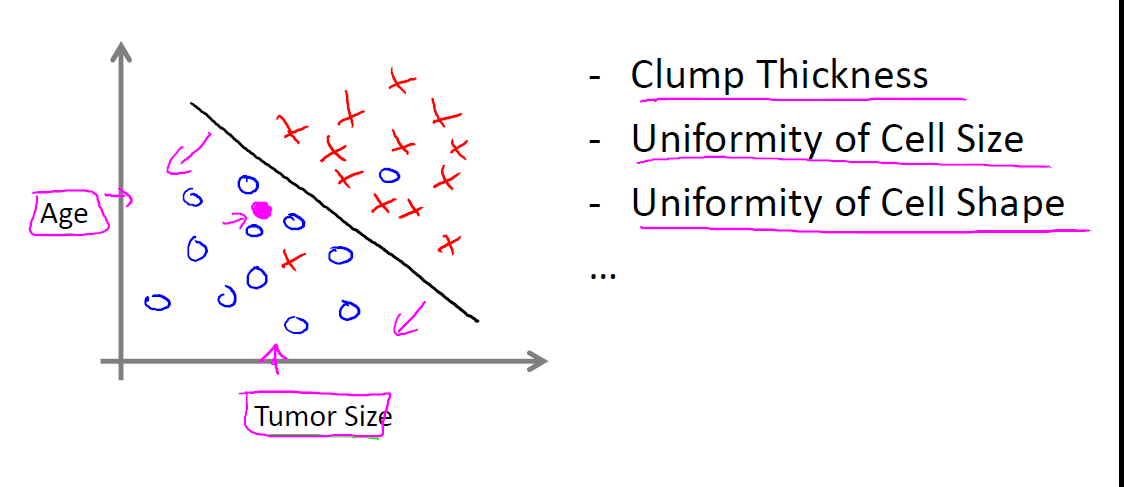 - Clump Thickness
- Uniformity of Cell Size
- Uniformity of Cell Shape
...
Age
Tumor Size